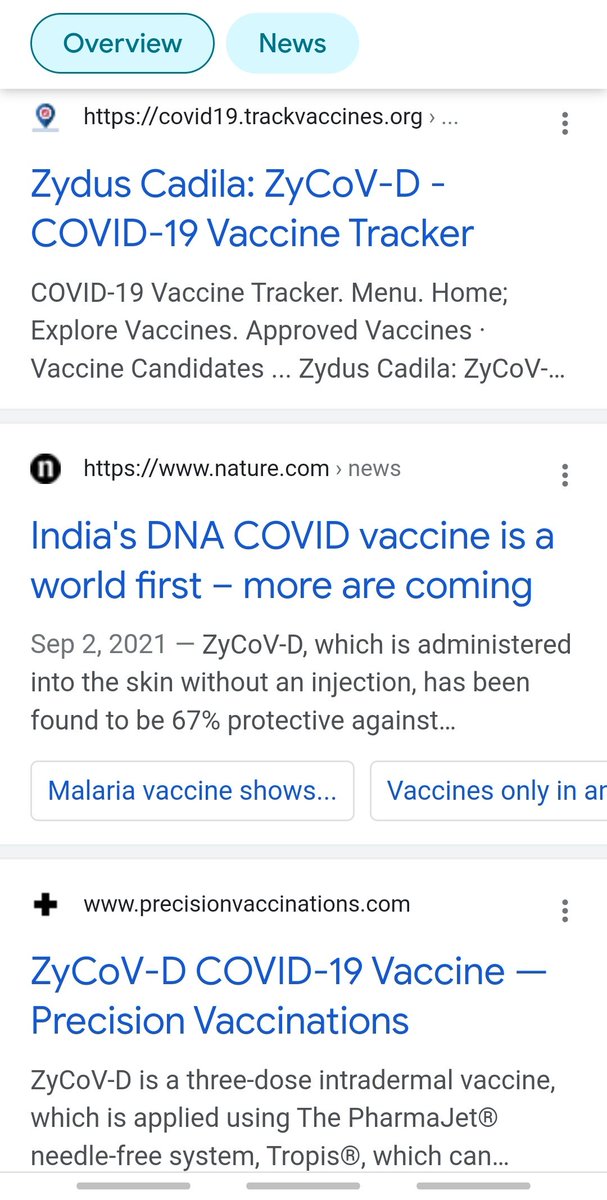 Overview News
https://covid19.trackvaccines.org › ...
Zydus Cadila: ZyCoV-D -
COVID-19 Vaccine Tracker
COVID-19 Vaccine Tracker. Menu. Home;
Explore Vaccines. Approved Vaccines ·
Vaccine Candidates ... Zydus Cadila: ZyCoV-...
n https://www.nature.com › news
India's DNA COVID vaccine is a
world first – more are coming
Sep 2, 2021 — ZyCoV-D, which is administered
into the skin without an injection, has been
found to be 67% protective against...
Malaria vaccine shows... Vaccines only in
www.precisionvaccinations.com
ZyCoV-D COVID-19 Vaccine —
Precision Vaccinations
ZyCoV-D is a three-dose intradermal vaccine,
which is applied using The PharmaJet®
needle-free system, Tropis®, which can...